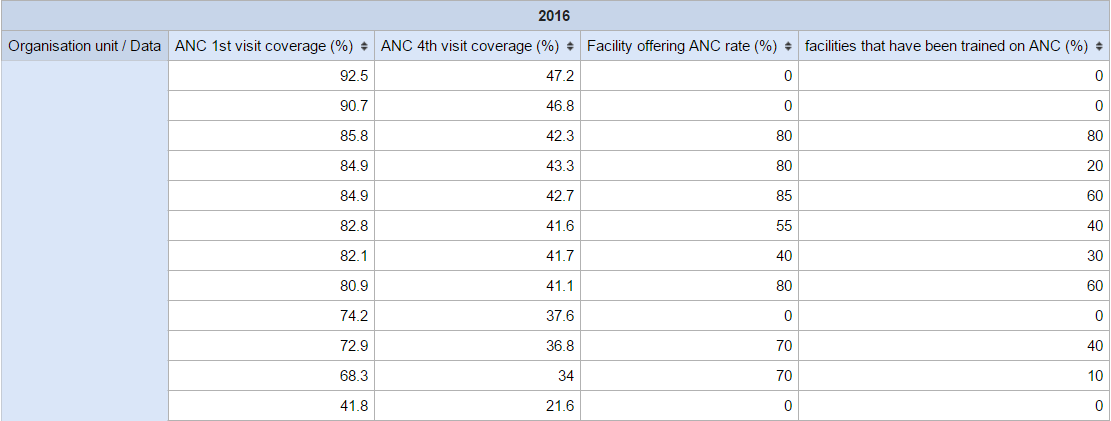 2016
Organisation unit / Data ANC 1st visit coverage (%) ANC 4th visit coverage (%) Facility offering ANC rate (%) facilities that have been trained on ANC (%)
92.5 47.2 0 0
90.7 46.8 0 0
85.8 42.3 80 80
84.9 43.3 80 20
84.9 42.7 85 60
82.8 41.6 55 40
82.1 41.7 40 30
80.9 41.1 80 60
74.2 37.6 0 0
72.9 36.8 70 40
68.3 34 70 10
41.8 21.6 0 0